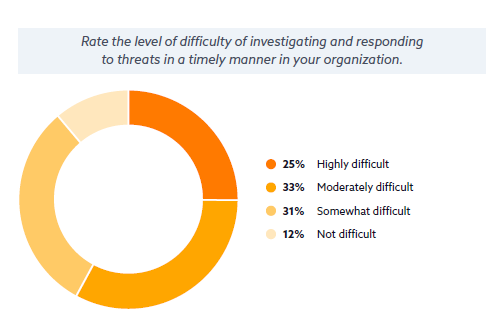 Rate the level of difficulty of investigating and responding
to threats in a timely manner in your organization.
25% Highly difficult
33% Moderately difficult
31% Somewhat difficult
12% Not difficult